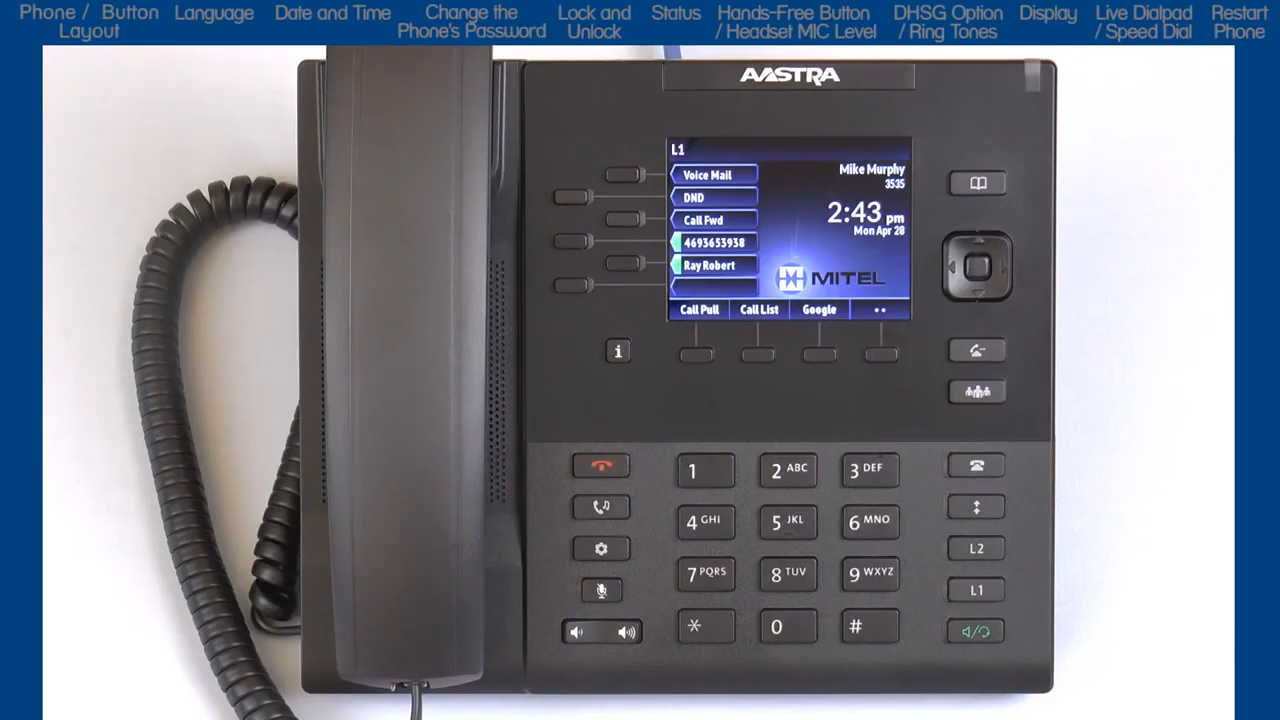 Phone / Button
Layout
Language
Date and Time
Change the
Phone's Password
Lock and
Unlock
Status
Hands-Free Button
/ Headset MIC Level
DHSG Option
/ Ring Tones
Display
Live Dialpad
/ Speed Dial
Restart
Phone
AASTRA
L1
Voice Mail
DND
Call Fwd
4693653938
Ray Robert
Mike Murphy
3535
2:43 pm
Mon Apr 28
MITEL
Call Pull
Call List
Google
i
1
2 ABC
3 DEF
4 GHI
5 JKL
6 MNO
L2
7 PQRS
8 TUV
9 WXYZ
L1
*
0
#